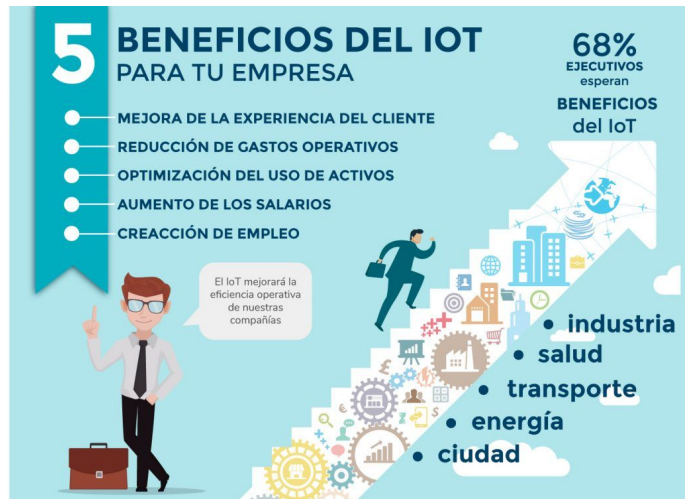 5 BENEFICIOS DEL IOT
PARA TU EMPRESA
MEJORA DE LA EXPERIENCIA DEL CLIENTE
REDUCCIÓN DE GASTOS OPERATIVOS
OPTIMIZACIÓN DEL USO DE ACTIVOS
AUMENTO DE LOS SALARIOS
CREACCIÓN DE EMPLEO
68%
EJECUTIVOS
esperan
BENEFICIOS
del IoT
El IoT mejorará la
eficiencia operativa
de nuestras
compañías
industria
salud
transporte
energía
ciudad